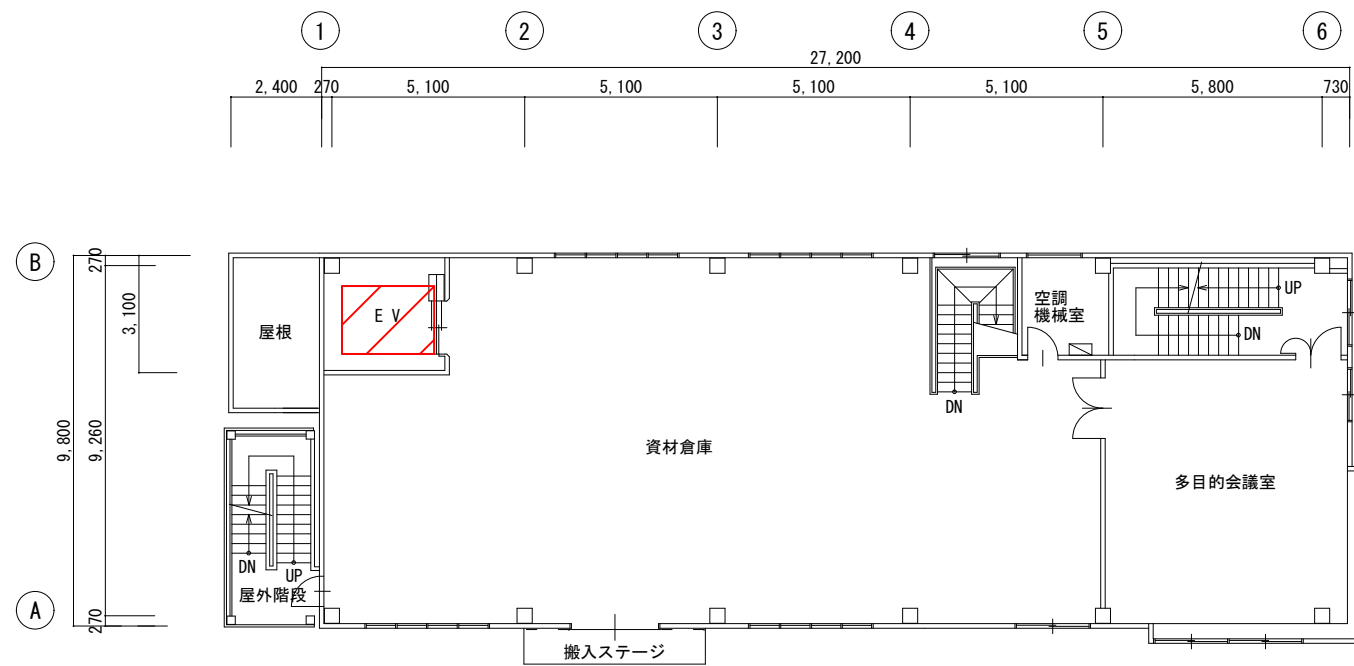 1 2 3 4 5 6
27,200
2,400 270 5,100 5,100 5,100 5,100 5,800 730
B
270
3,100
9,800
9,260
270
A
屋根
E V
空調
機械室
UP
DN
DN
資材倉庫
多目的会議室
DN
UP
屋外階段
搬入ステージ